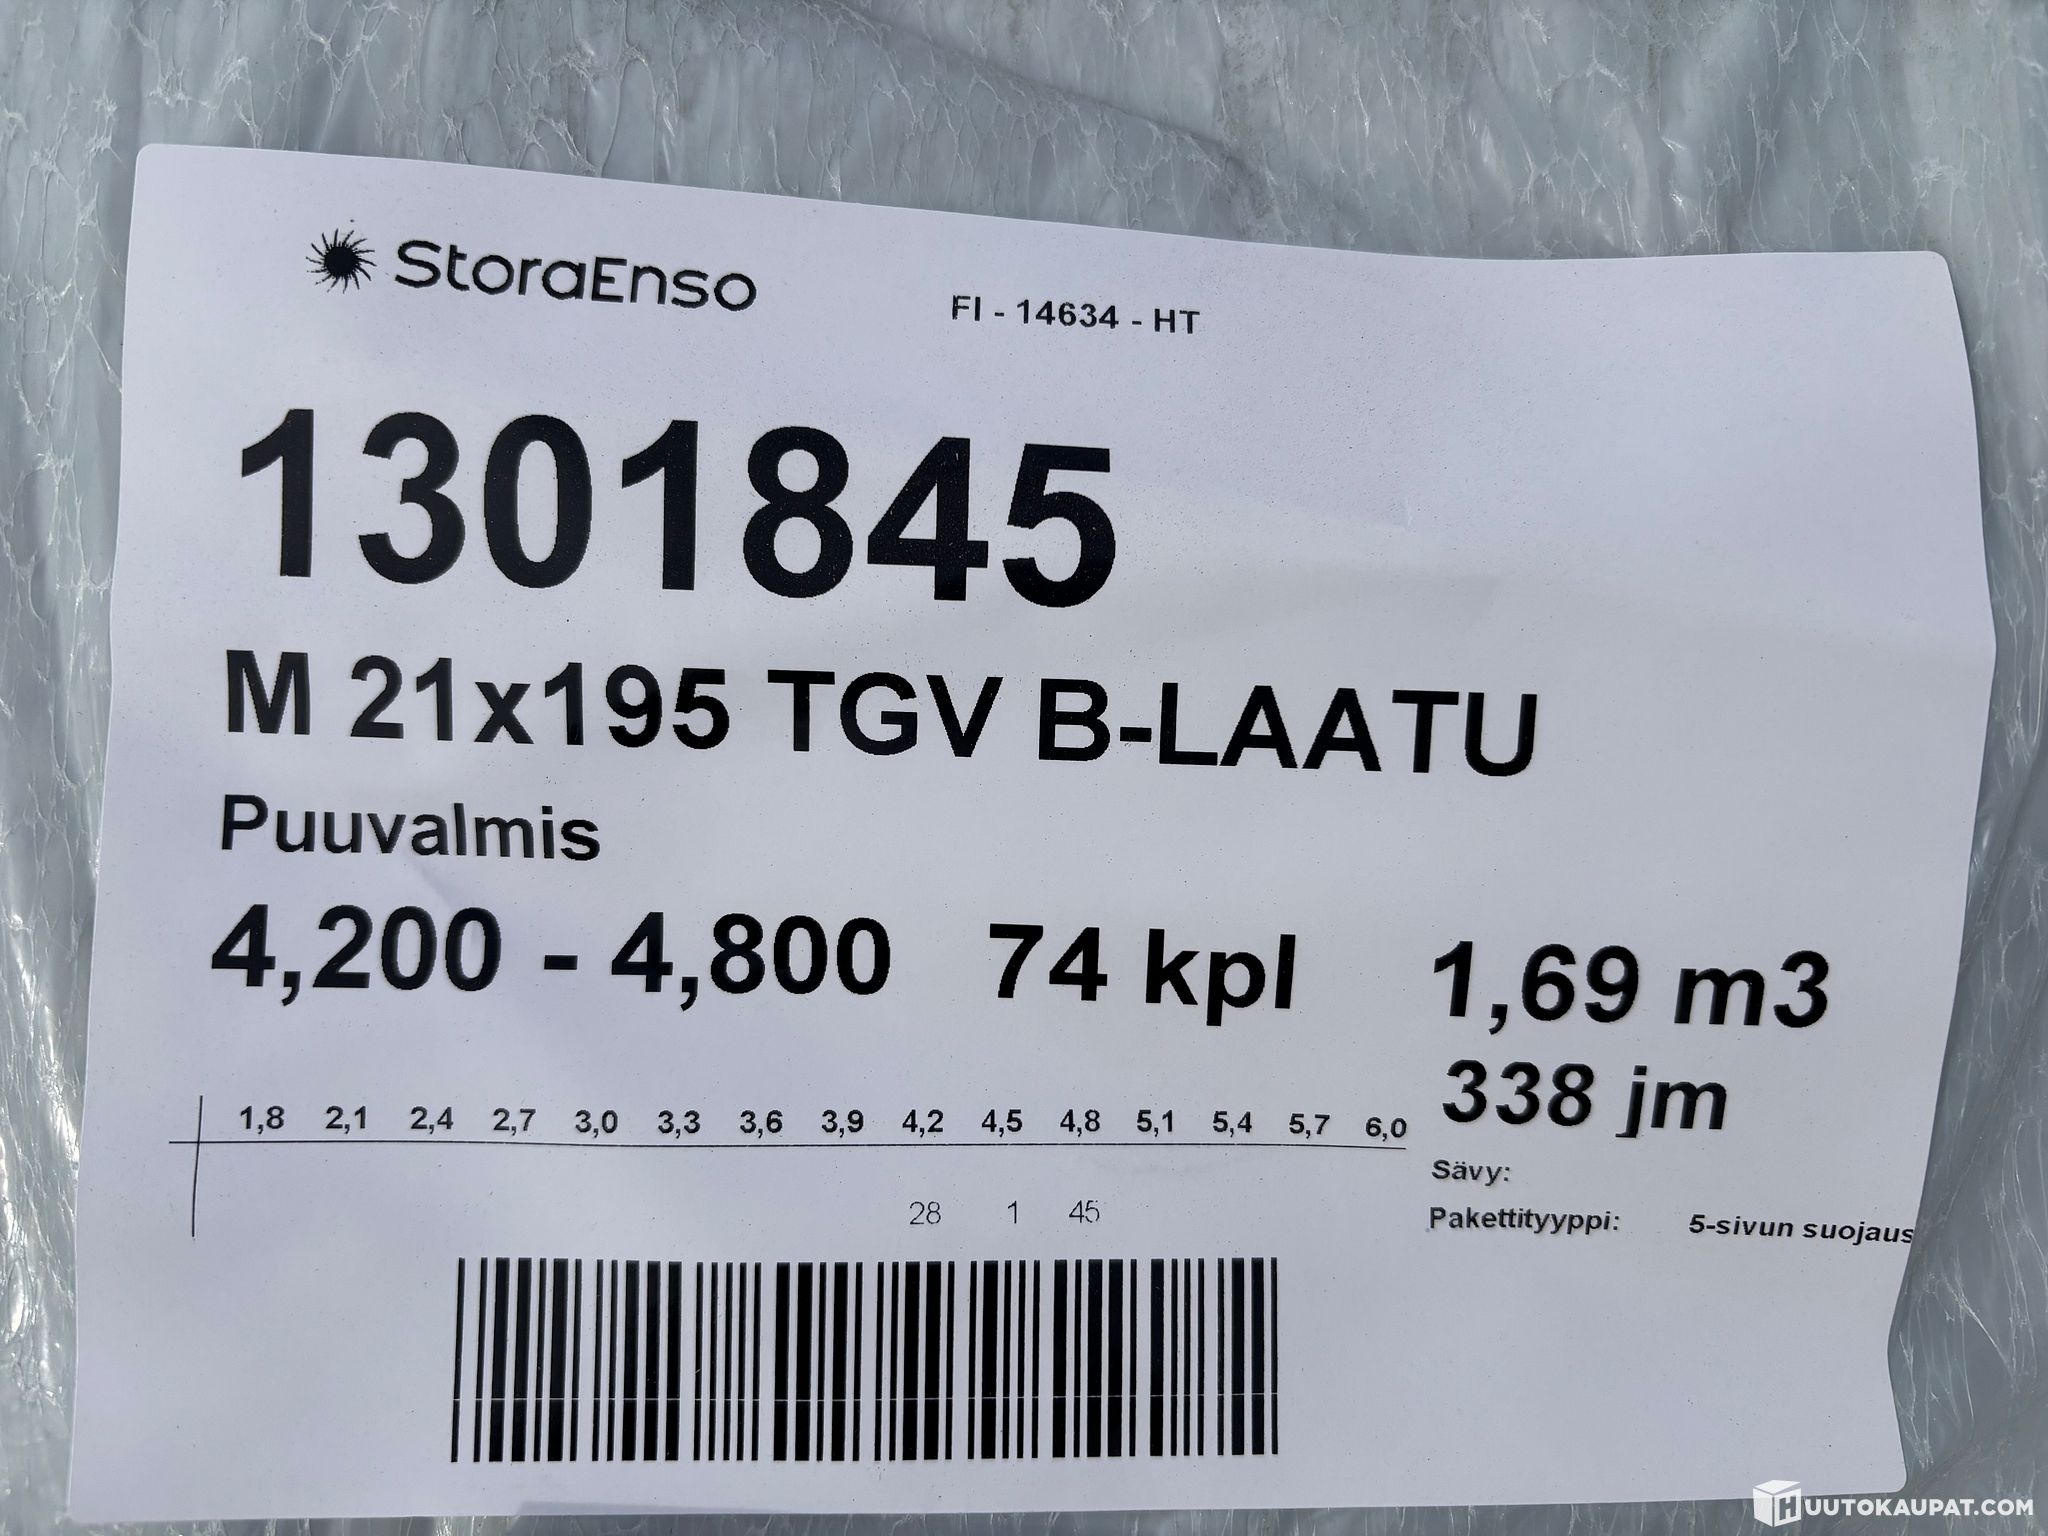 StoraEnso
FI - 14634 - HT
1301845
M 21x195 TGV B-LAATU
Puuvalmis
4,200 - 4,800 74 kpl 1,69 m3
338 jm
1,8 2,1 2,4 2,7 3,0 3,3 3,6 3,9 4,2 4,5 4,8 5,1 5,4 5,7 6,0
Sävy:
28 1 45
Pakettityyppi: 5-sivun suojaus
HUUTOKAUPAT.COM